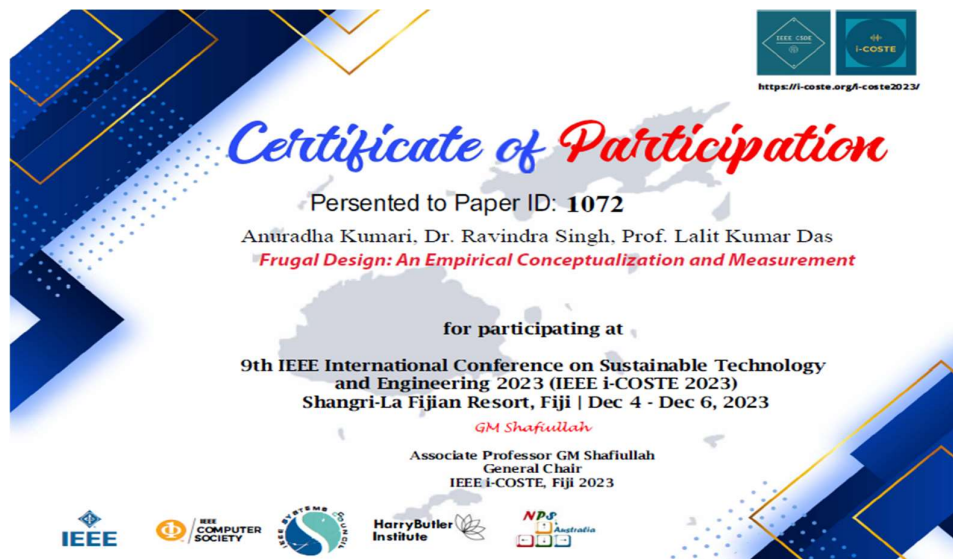 IEEE CSDE
i-COSTE
https://i-coste.org/i-coste2023/
Certificate of Participation
Persented to Paper ID: 1072
Anuradha Kumari, Dr. Ravindra Singh, Prof. Lalit Kumar Das
Frugal Design: An Empirical Conceptualization and Measurement
for participating at
9th IEEE International Conference on Sustainable Technology
and Engineering 2023 (IEEE i-COSTE 2023)
Shangri-La Fijian Resort, Fiji | Dec 4 - Dec 6, 2023
GM Shafiullah
Associate Professor GM Shafiullah
General Chair
IEEE i-COSTE, Fiji 2023
IEEE
IEEE
COMPUTER
SOCIETY
IEEE SYSTEMS COUNCIL
HarryButler
Institute
NPS
Australia